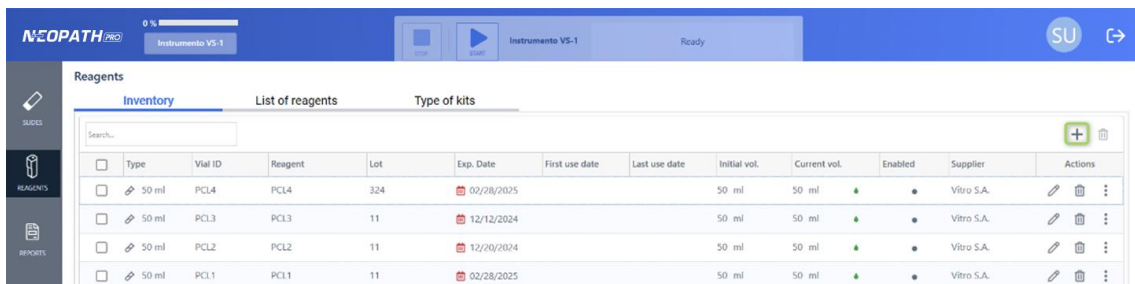 NEOPATH PRO
0 %
Instrumento VS-1
STOP
START
Instrumento VS-1
Ready
SU
SLIDES
REAGENTS
REPORTS
Reagents
Inventory List of reagents Type of kits
Search...
Type Vial ID Reagent Lot Exp. Date First use date Last use date Initial vol. Current vol. Enabled Supplier Actions
50 ml PCL4 PCL4 324 02/28/2025 50 ml 50 ml Vitro S.A.
50 ml PCL3 PCL3 11 12/12/2024 50 ml 50 ml Vitro S.A.
50 ml PCL2 PCL2 11 12/20/2024 50 ml 50 ml Vitro S.A.
50 ml PCL1 PCL1 11 02/28/2025 50 ml 50 ml Vitro S.A.